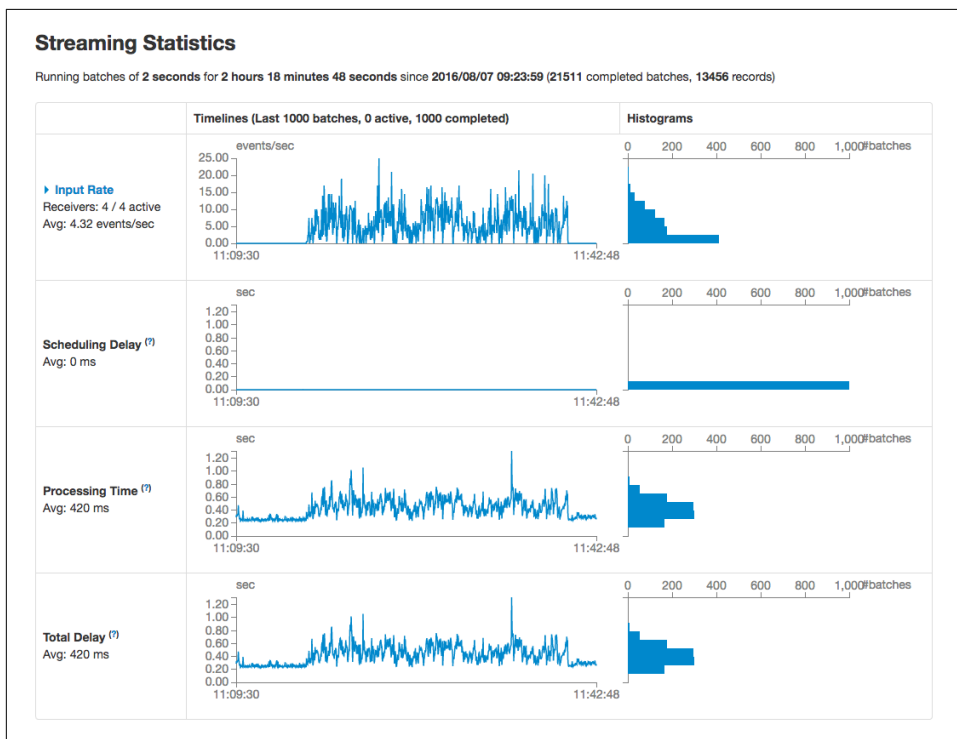 Streaming Statistics
Running batches of 2 seconds for 2 hours 18 minutes 48 seconds since 2016/08/07 09:23:59 (21511 completed batches, 13456 records)
Timelines (Last 1000 batches, 0 active, 1000 completed)
Histograms
Input Rate
Receivers: 4 / 4 active
Avg: 4.32 events/sec
events/sec
25.00
20.00
15.00
10.00
5.00
0.00
11:09:30
11:42:48
0 200 400 600 800 1,000 #batches
Scheduling Delay (?)
Avg: 0 ms
sec
1.20
1.00
0.80
0.60
0.40
0.20
0.00
11:09:30
11:42:48
0 200 400 600 800 1,000 #batches
Processing Time (?)
Avg: 420 ms
sec
1.20
1.00
0.80
0.60
0.40
0.20
0.00
11:09:30
11:42:48
0 200 400 600 800 1,000 #batches
Total Delay (?)
Avg: 420 ms
sec
1.20
1.00
0.80
0.60
0.40
0.20
0.00
11:09:30
11:42:48
0 200 400 600 800 1,000 #batches